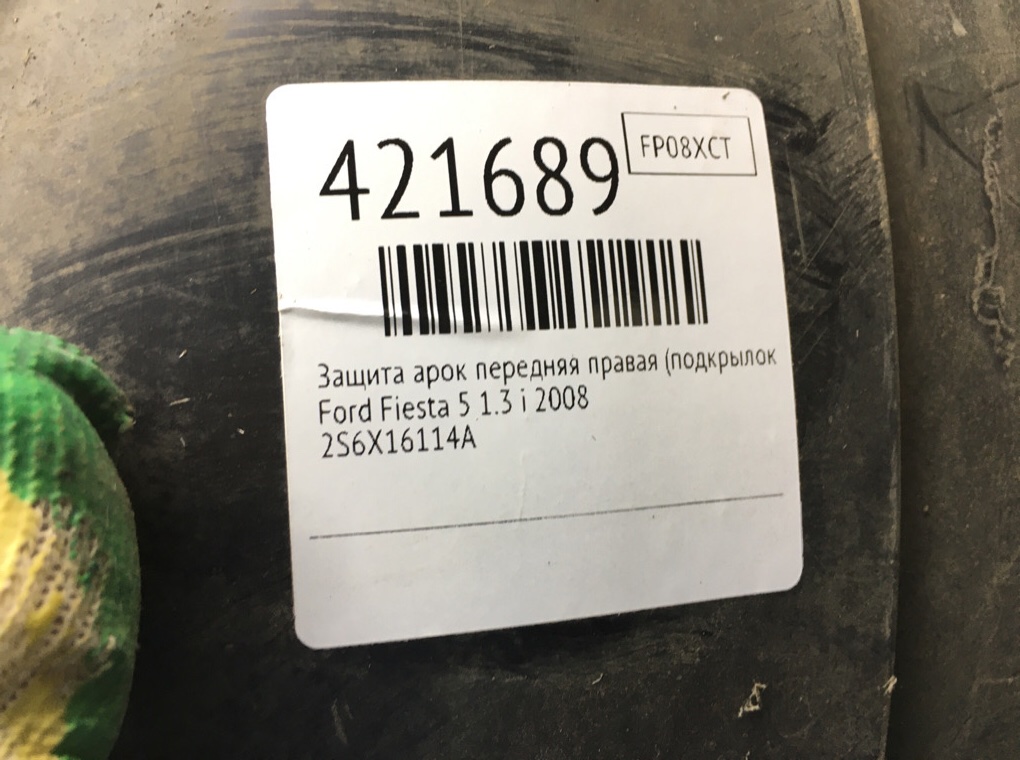 421689
FP08XCT
Защита арок передняя правая (подкрылок
Ford Fiesta 5 1.3 i 2008
2S6X16114A